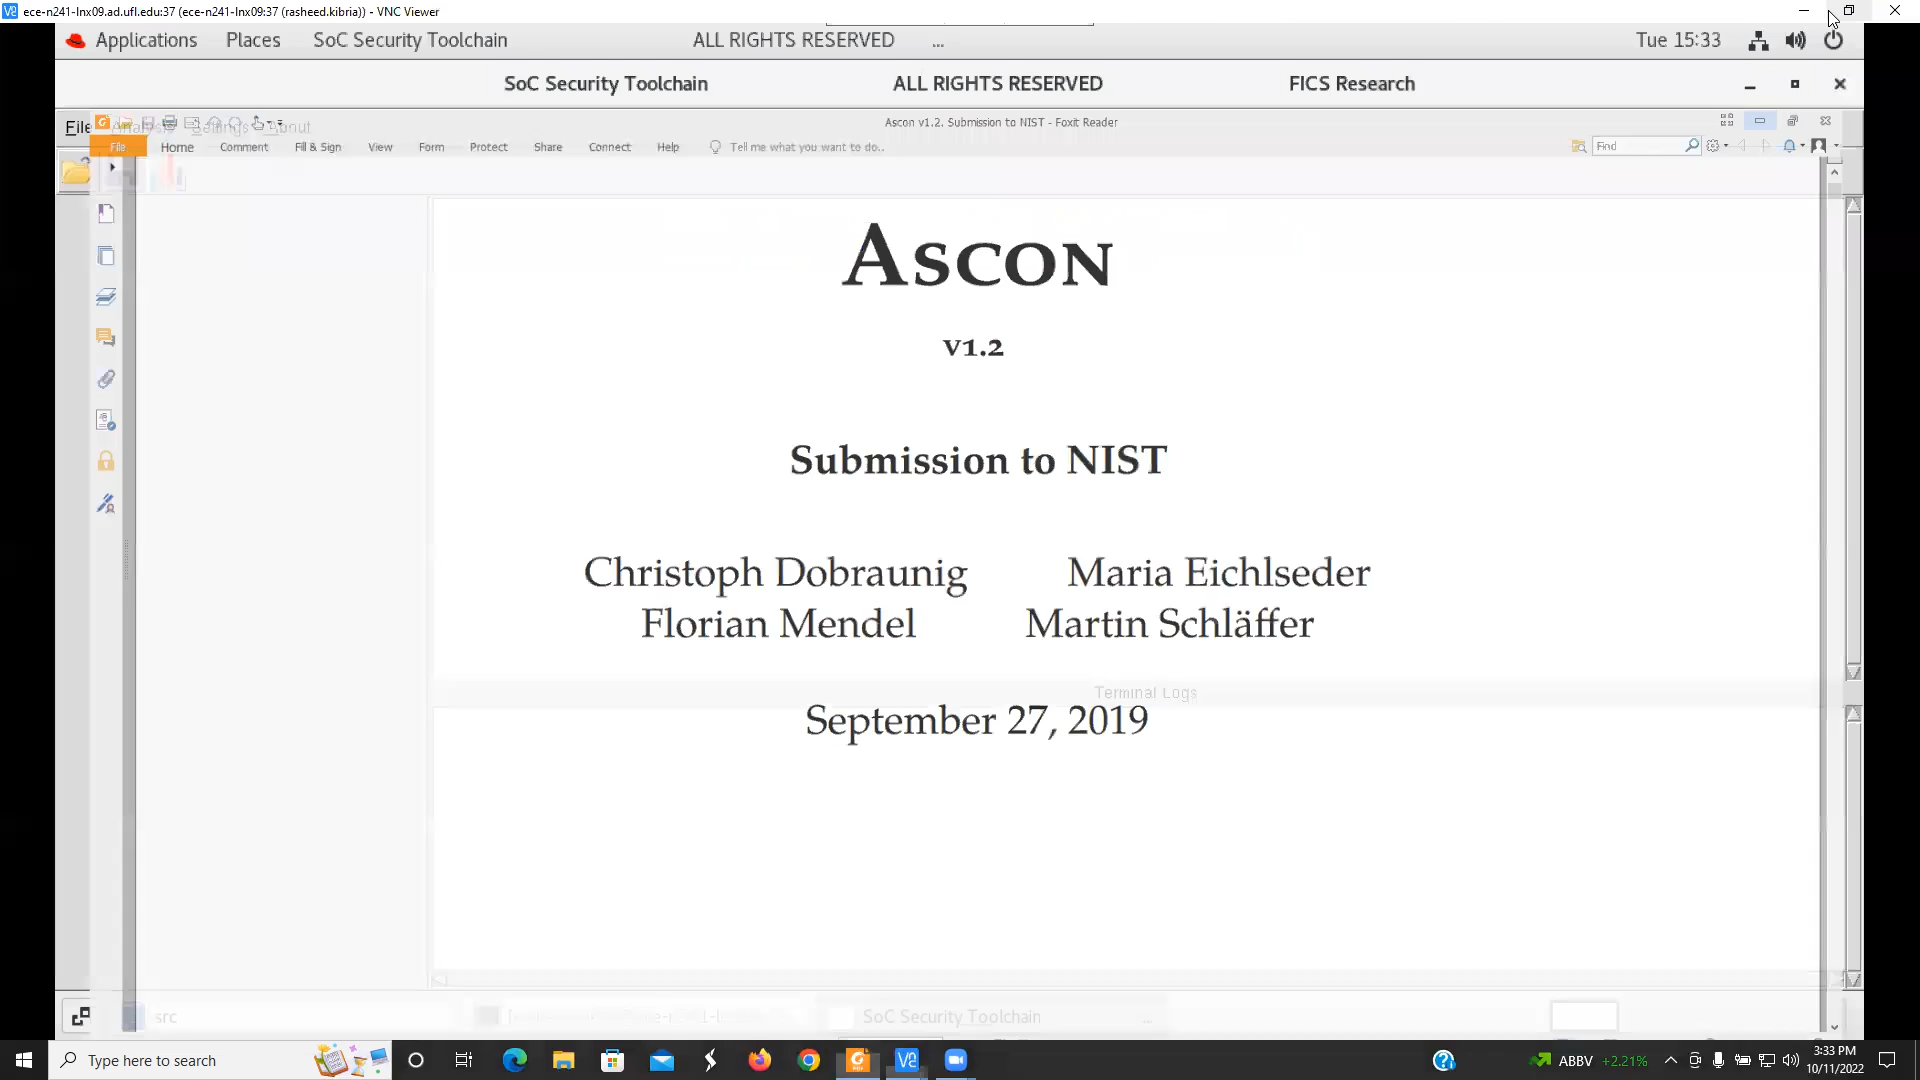 ece-n241-lnx09.ad.ufl.edu:37 (ece-n241-lnx09:37 (rasheed.kibria)) - VNC Viewer
Applications Places SoC Security Toolchain ALL RIGHTS RESERVED ... Tue 15:33
SoC Security Toolchain ALL RIGHTS RESERVED FICS Research
File Analysis Settings About
Ascon v1.2. Submission to NIST - Foxit Reader
File Home Comment Fill & Sign View Form Protect Share Connect Help Tell me what you want to do.. Find
ASCON
v1.2
Submission to NIST
Christoph Dobraunig Maria Eichlseder
Florian Mendel Martin Schläffer
Terminal Logs
September 27, 2019
src SoC Security Toolchain ...
Type here to search ABBV +2.21% 3:33 PM
10/11/2022